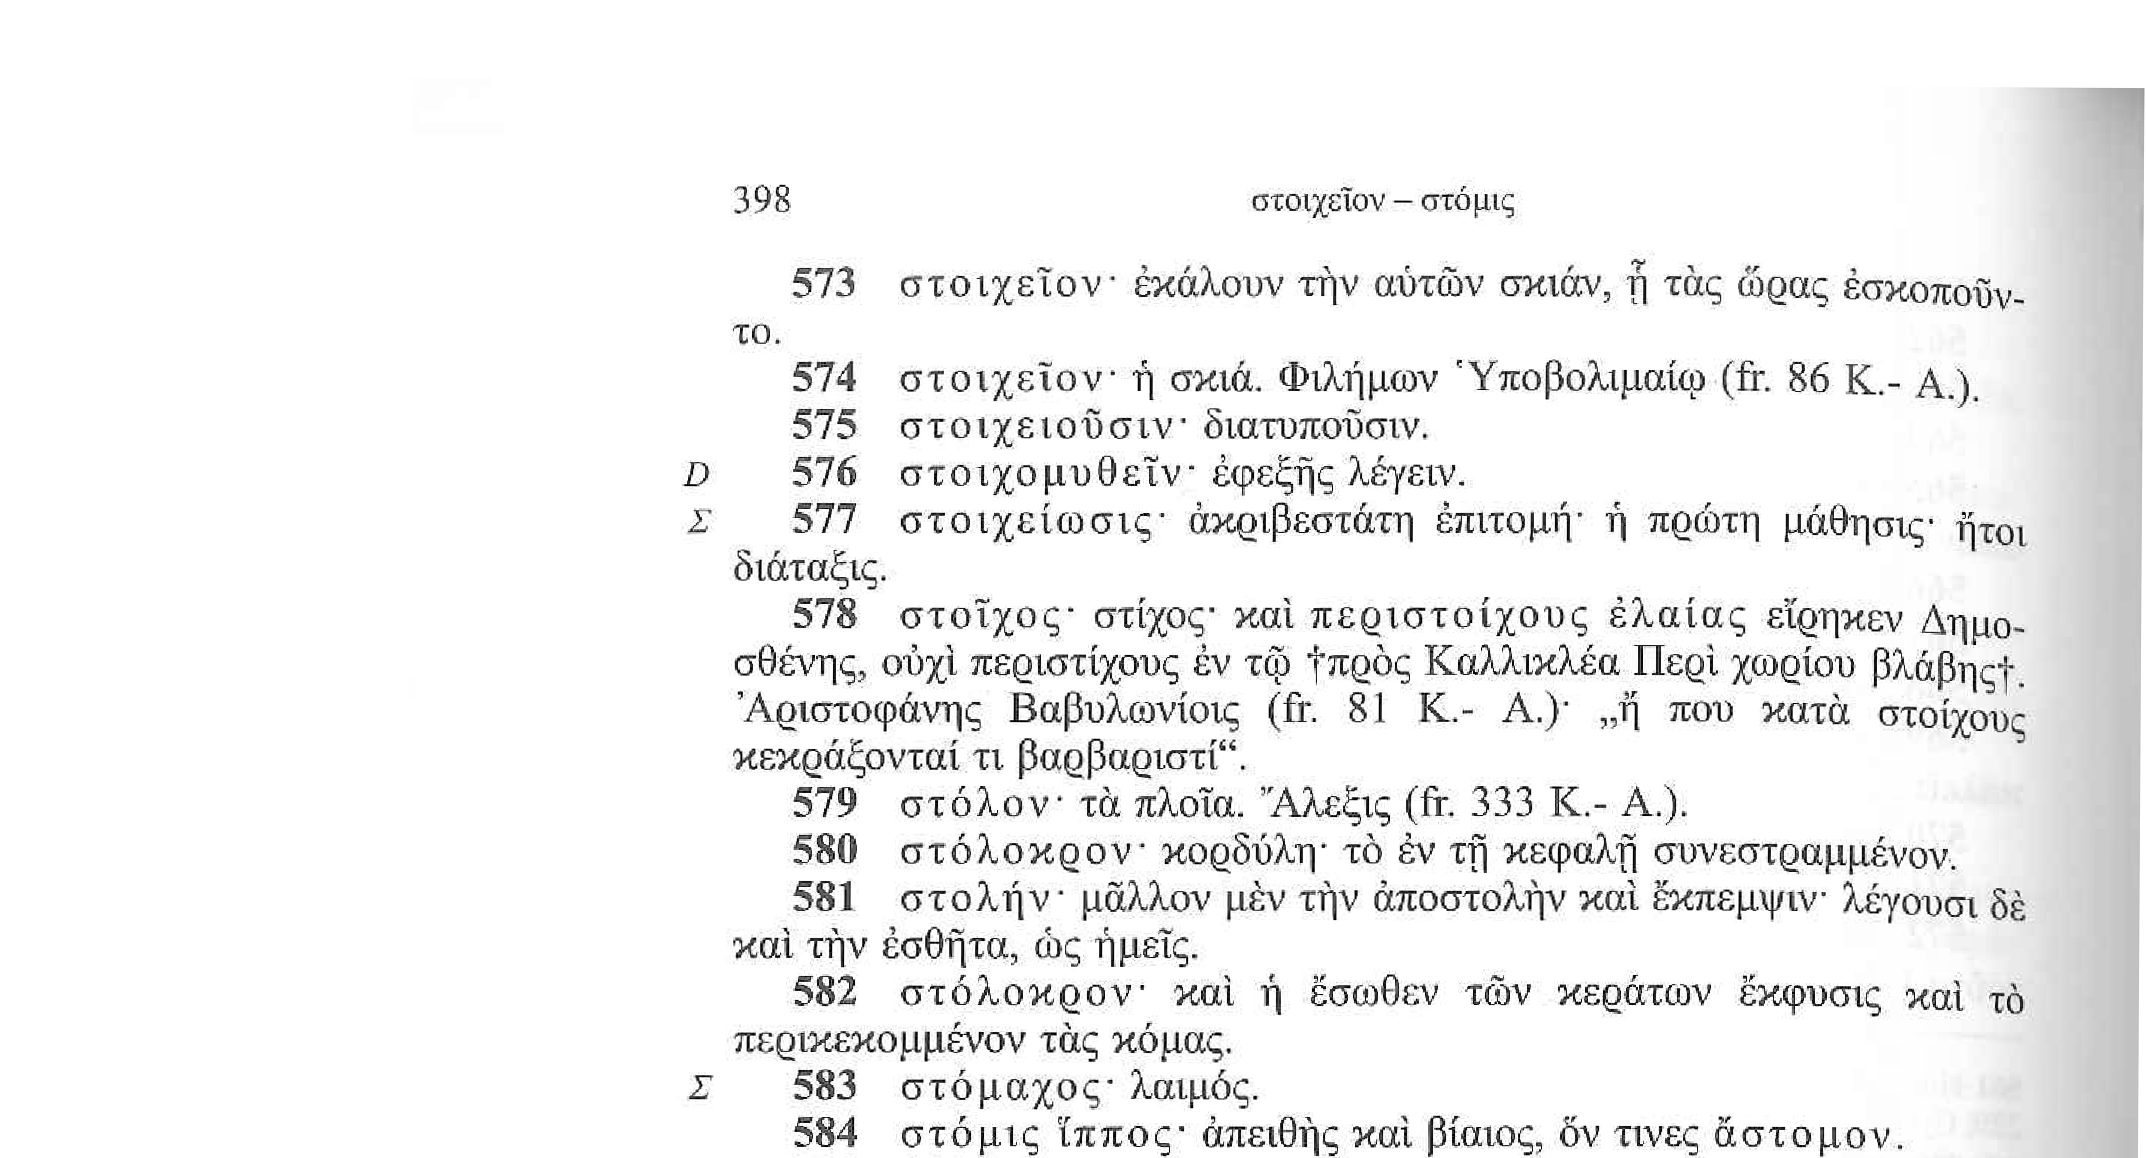 398 στοιχεῖον – στόμις
573 στοιχεῖον· ἐκάλουν τὴν αὑτῶν σκιάν, ᾗ τὰς ὥρας ἐσκοποῦν-
το.
574 στοιχεῖον· ἡ σκιά. Φιλήμων Ὑποβολιμαίῳ (fr. 86 K.- A.).
575 στοιχειοῦσιν· διατυποῦσιν.
D 576 στοιχομυθεῖν· ἐφεξῆς λέγειν.
Σ 577 στοιχείωσις· ἀκριβεστάτη ἐπιτομή· ἡ πρώτη μάθησις· ἤτοι
διάταξις.
578 στοῖχος· στίχος· καὶ περιστοίχους ἐλαίας εἴρηκεν Δημο-
σθένης, οὐχὶ περιστίχους ἐν τῷ †πρὸς Καλλικλέα Περὶ χωρίου βλάβης†.
Ἀριστοφάνης Βαβυλωνίοις (fr. 81 K.- A.)· „ἤ που κατὰ στοίχους
κεκράξονταί τι βαρβαριστί“.
579 στόλον· τὰ πλοῖα. Ἄλεξις (fr. 333 K.- A.).
580 στόλοκρον· κορδύλη· τὸ ἐν τῇ κεφαλῇ συνεστραμμένον.
581 στολήν· μᾶλλον μὲν τὴν ἀποστολὴν καὶ ἔκπεμψιν· λέγουσι δὲ
καὶ τὴν ἐσθῆτα, ὡς ἡμεῖς.
582 στόλοκρον· καὶ ἡ ἔσωθεν τῶν κεράτων ἔκφυσις καὶ τὸ
περικεκομμένον τὰς κόμας.
Σ 583 στόμαχος· λαιμός.
584 στόμις ἵππος· ἀπειθὴς καὶ βίαιος, ὅν τινες ἄστομον.